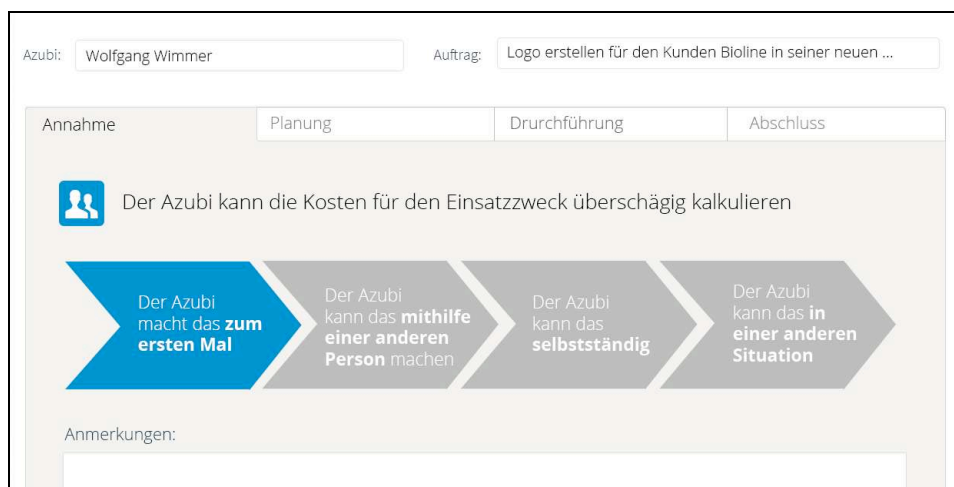 Azubi: Wolfgang Wimmer Auftrag: Logo erstellen für den Kunden Bioline in seiner neuen ...
Annahme Planung Drurchführung Abschluss
Der Azubi kann die Kosten für den Einsatzzweck überschägig kalkulieren
Der Azubi
macht das zum
ersten Mal
Der Azubi
kann das mithilfe
einer anderen
Person machen
Der Azubi
kann das
selbstständig
Der Azubi
kann das in
einer anderen
Situation
Anmerkungen: